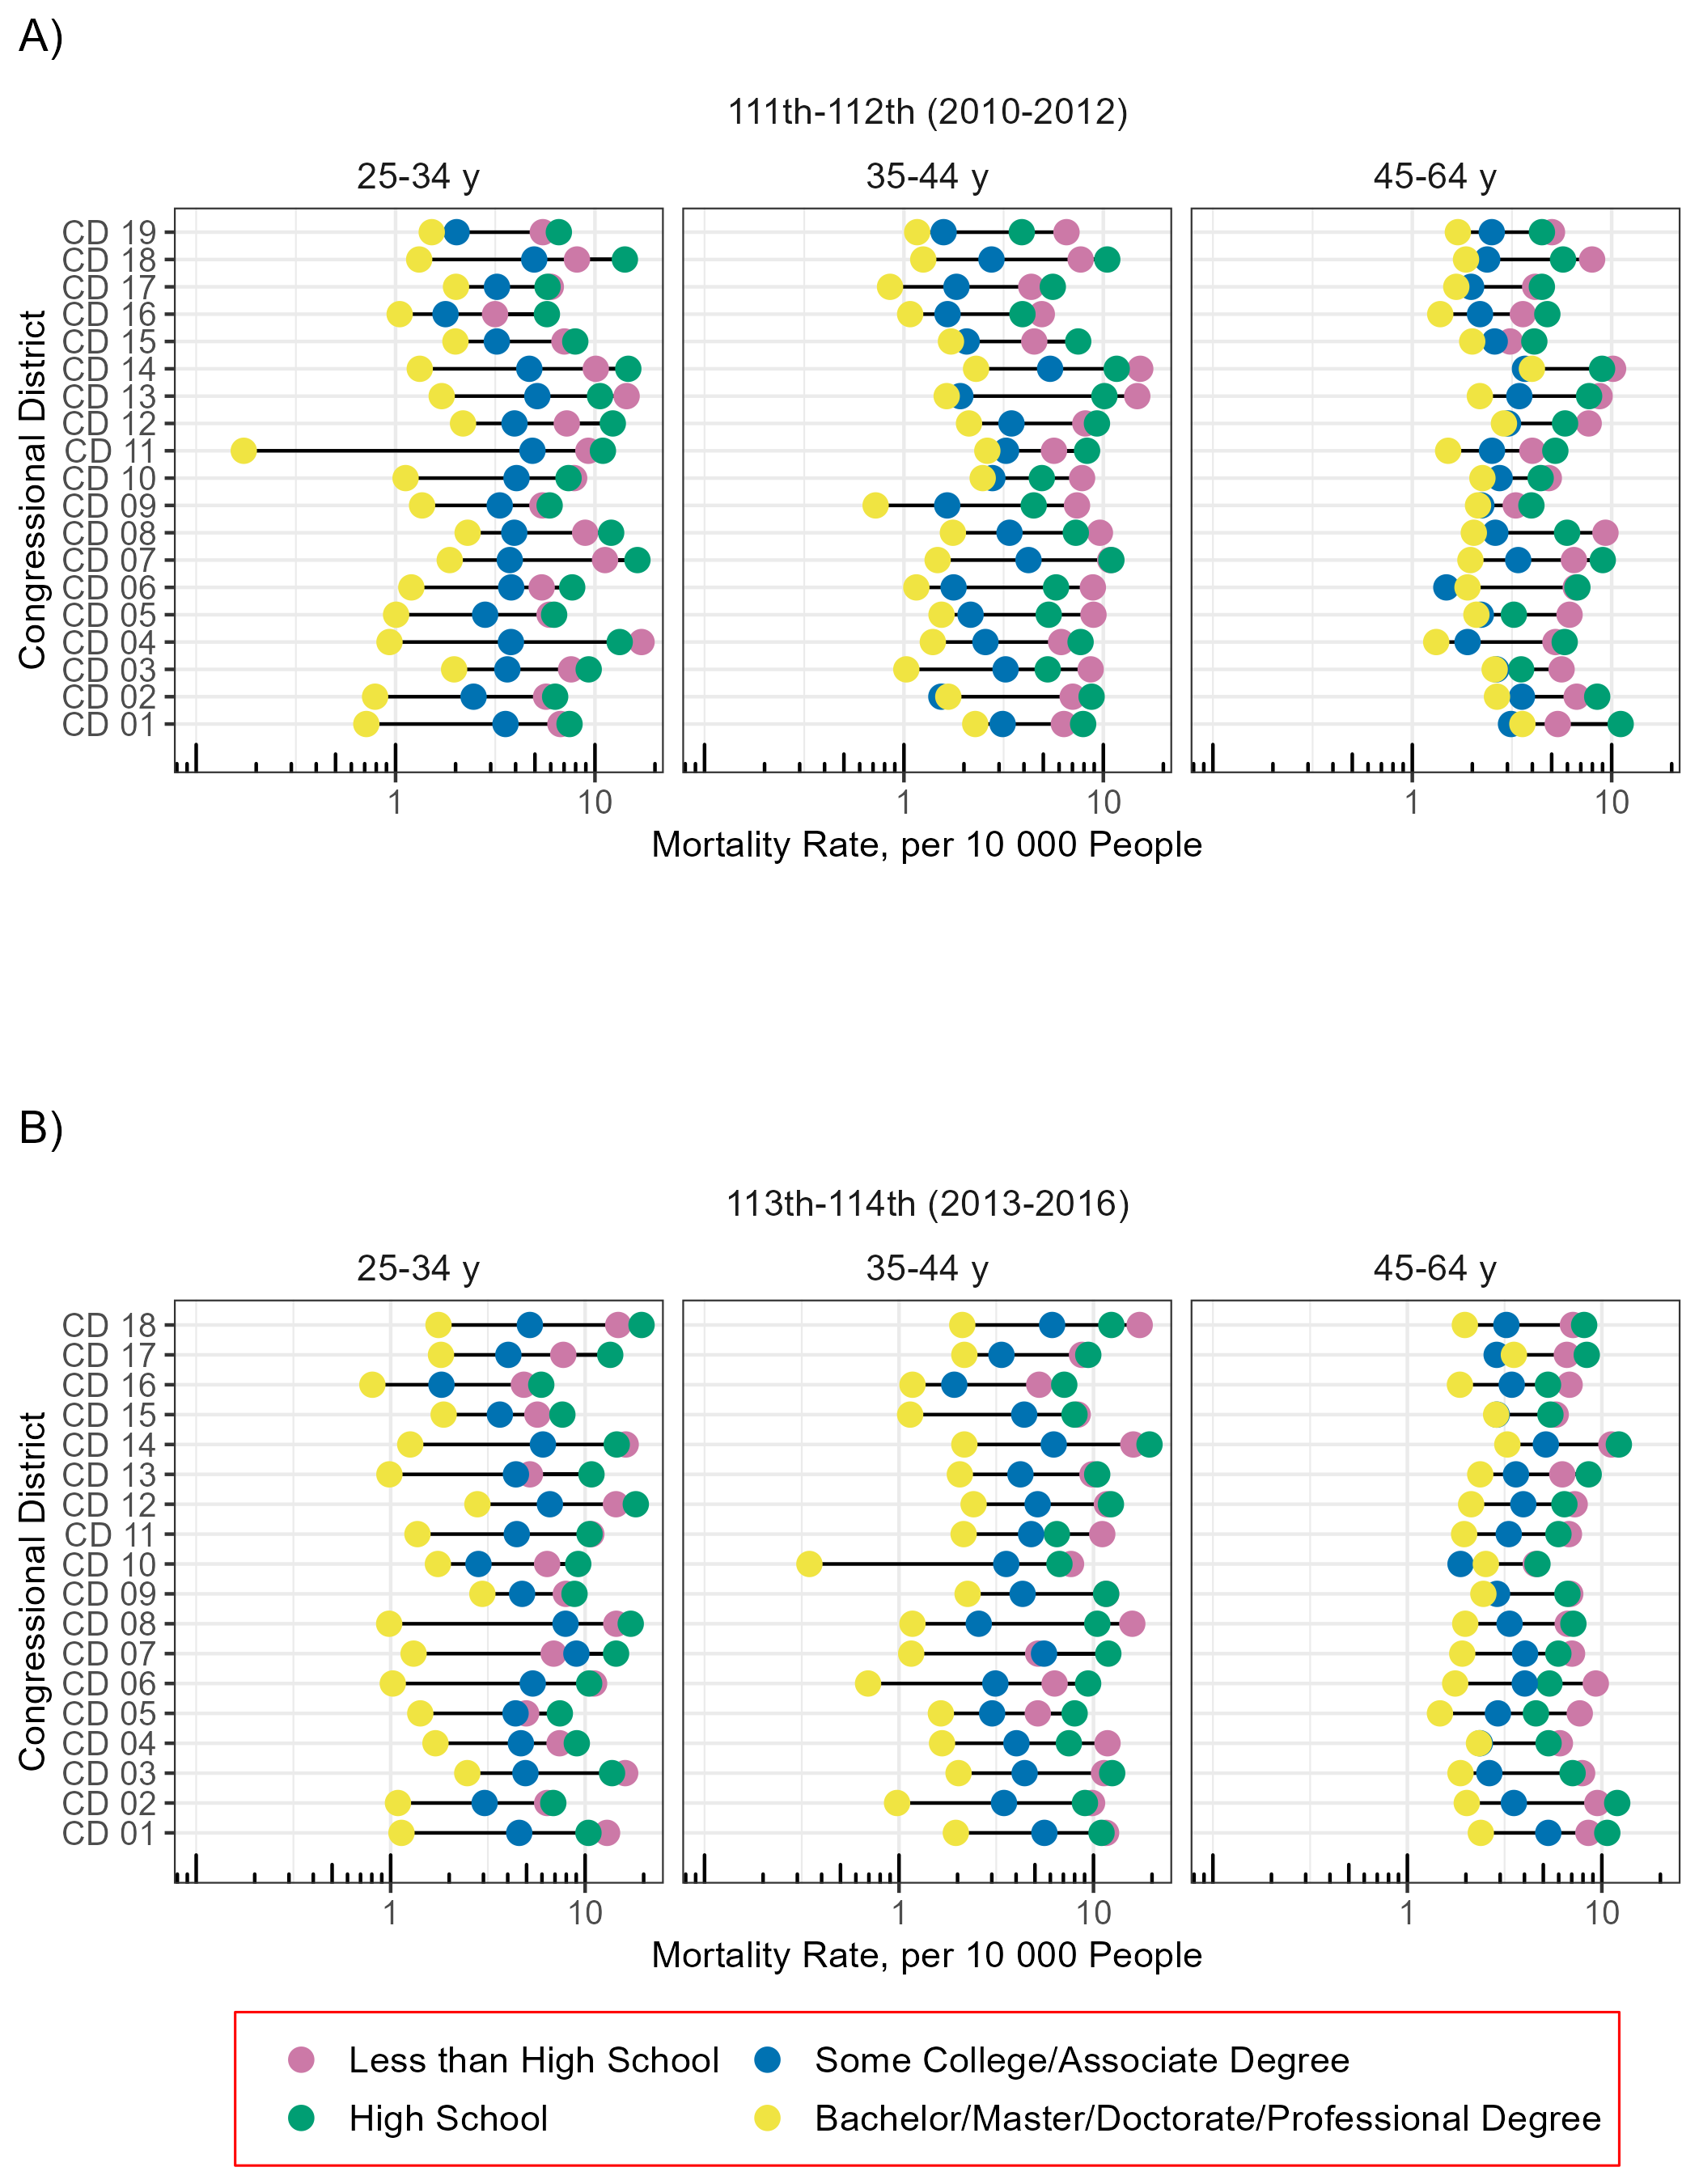 A)
111th-112th (2010-2012)
25-34 y 35-44 y 45-64 y
Congressional District
CD 19
CD 18
CD 17
CD 16
CD 15
CD 14
CD 13
CD 12
CD 11
CD 10
CD 09
CD 08
CD 07
CD 06
CD 05
CD 04
CD 03
CD 02
CD 01
1 10 1 10 1 10
Mortality Rate, per 10 000 People
B)
113th-114th (2013-2016)
25-34 y 35-44 y 45-64 y
Congressional District
CD 18
CD 17
CD 16
CD 15
CD 14
CD 13
CD 12
CD 11
CD 10
CD 09
CD 08
CD 07
CD 06
CD 05
CD 04
CD 03
CD 02
CD 01
1 10 1 10 1 10
Mortality Rate, per 10 000 People
Less than High School Some College/Associate Degree
High School Bachelor/Master/Doctorate/Professional Degree